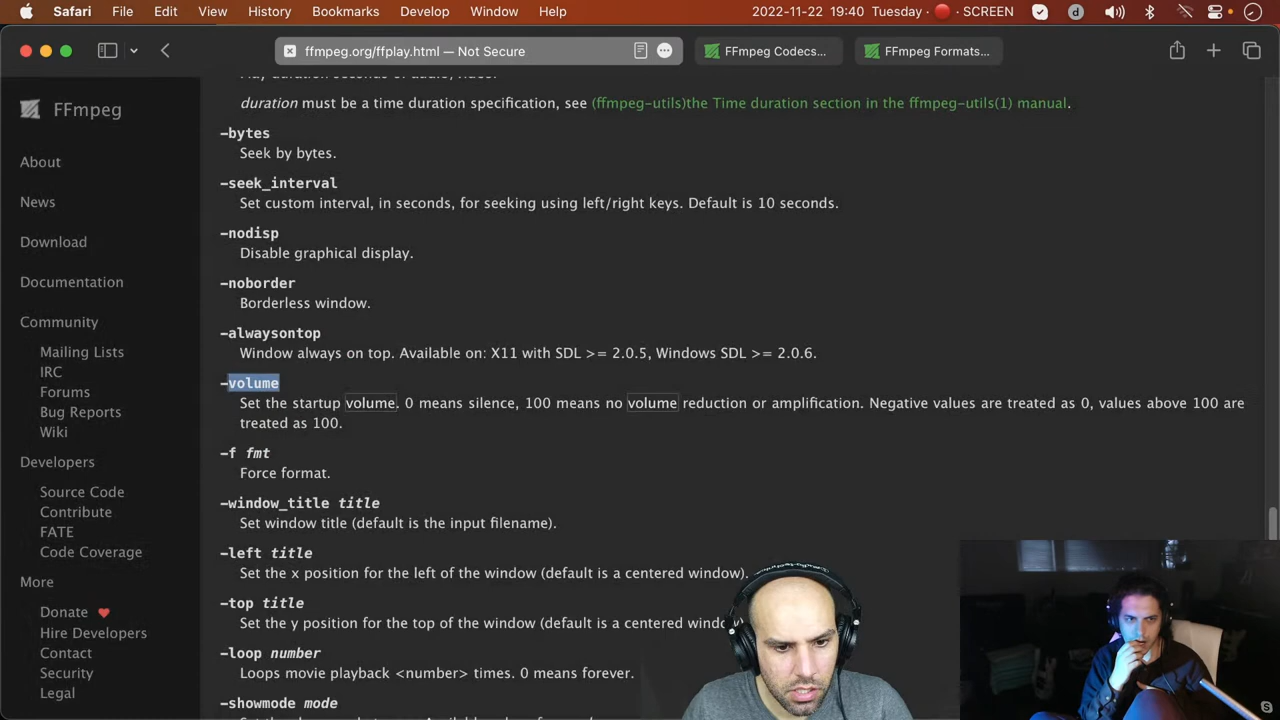 Safari File Edit View History Bookmarks Develop Window Help 2022-11-22 19:40 Tuesday SCREEN
ffmpeg.org/ffplay.html — Not Secure FFmpeg Codecs... FFmpeg Formats...
FFmpeg
About
News
Download
Documentation
Community
Mailing Lists
IRC
Forums
Bug Reports
Wiki
Developers
Source Code
Contribute
FATE
Code Coverage
More
Donate
Hire Developers
Contact
Security
Legal
duration must be a time duration specification, see (ffmpeg-utils)the Time duration section in the ffmpeg-utils(1) manual.
-bytes
Seek by bytes.
-seek_interval
Set custom interval, in seconds, for seeking using left/right keys. Default is 10 seconds.
-nodisp
Disable graphical display.
-noborder
Borderless window.
-alwaysontop
Window always on top. Available on: X11 with SDL >= 2.0.5, Windows SDL >= 2.0.6.
-volume
Set the startup volume. 0 means silence, 100 means no volume reduction or amplification. Negative values are treated as 0, values above 100 are
treated as 100.
-f fmt
Force format.
-window_title title
Set window title (default is the input filename).
-left title
Set the x position for the left of the window (default is a centered window).
-top title
Set the y position for the top of the window (default is a centered
-loop number
Loops movie playback <number> times. 0 means forever.
-showmode mode